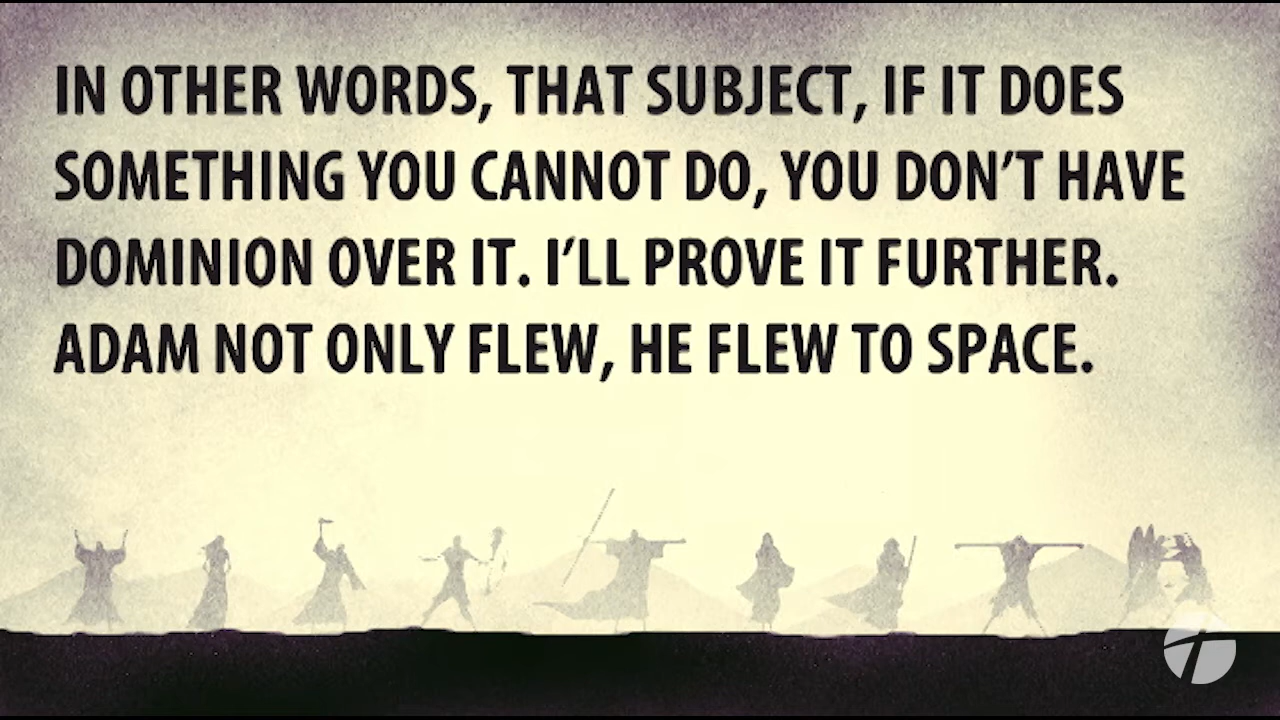 IN OTHER WORDS, THAT SUBJECT, IF IT DOES
SOMETHING YOU CANNOT DO, YOU DON'T HAVE
DOMINION OVER IT. I'LL PROVE IT FURTHER.
ADAM NOT ONLY FLEW, HE FLEW TO SPACE.